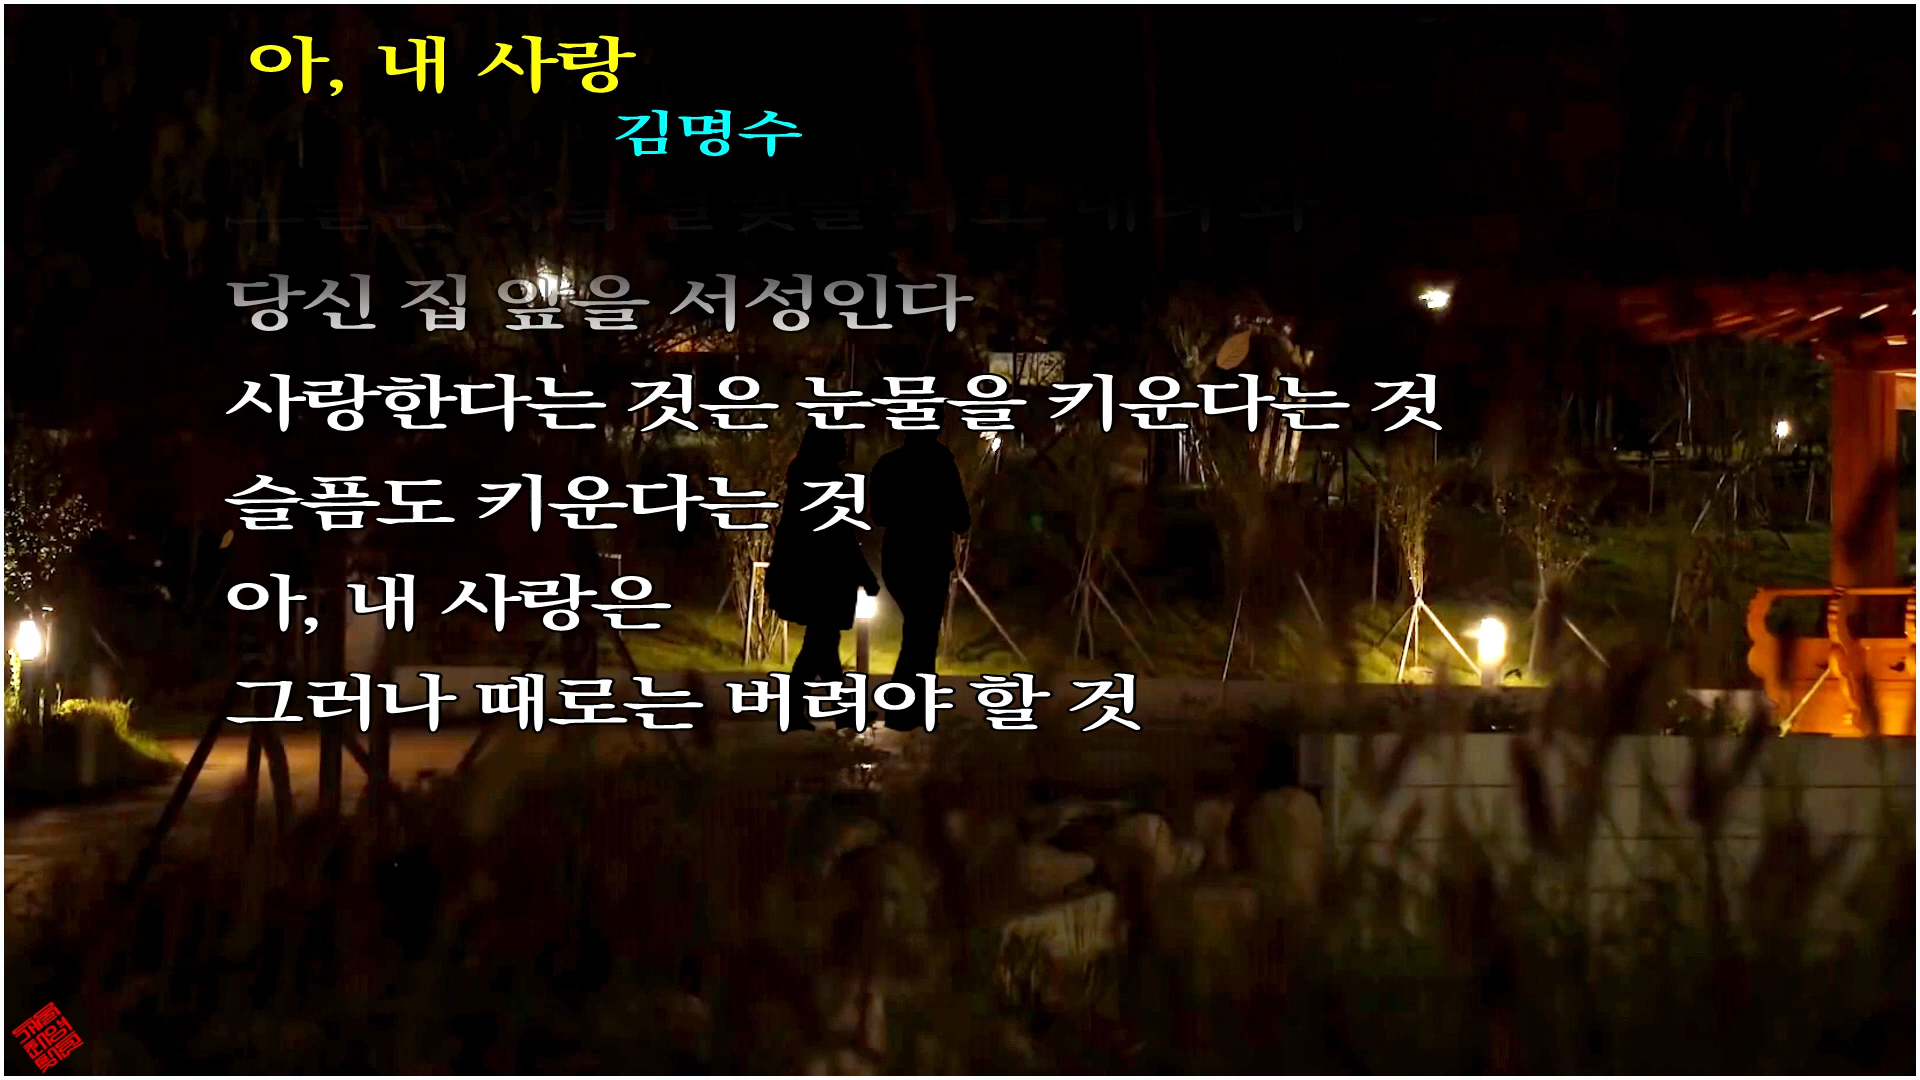 아, 내 사랑
김명수
당신 집 앞을 서성인다
사랑한다는 것은 눈물을 키운다는 것
슬픔도 키운다는 것
아, 내 사랑은
그러나 때로는 버려야 할 것